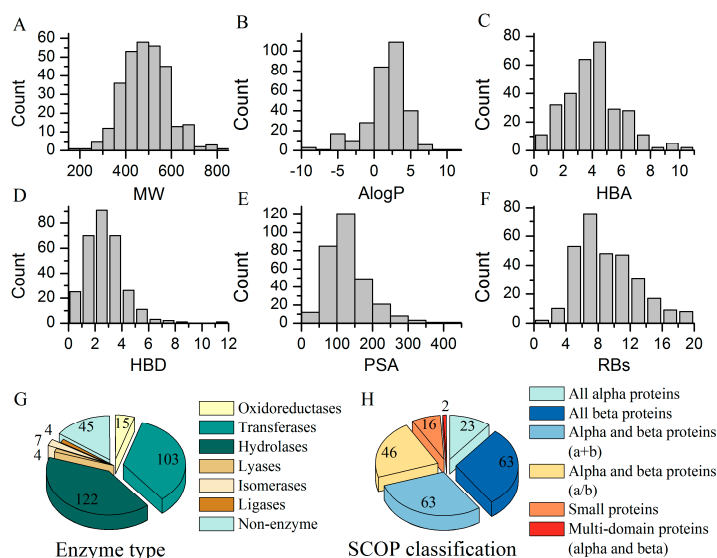 A
B
C
60
50
40
30
20
10
0
Count
200 400 600 800
MW
100
80
60
40
20
0
Count
-10 -5 0 5 10
AlogP
80
60
40
20
0
Count
0 2 4 6 8 10
HBA
D
E
F
80
60
40
20
0
Count
0 2 4 6 8 10 12
HBD
120
100
80
60
40
20
0
Count
0 100 200 300 400
PSA
80
60
40
20
0
Count
0 4 8 12 16 20
RBs
G
45
15
4
7
4
103
122
Enzyme type
Oxidoreductases
Transferases
Hydrolases
Lyases
Isomerases
Ligases
Non-enzyme
H
2
16
23
46
63
63
SCOP classification
All alpha proteins
All beta proteins
Alpha and beta proteins
(a+b)
Alpha and beta proteins
(a/b)
Small proteins
Multi-domain proteins
(alpha and beta)